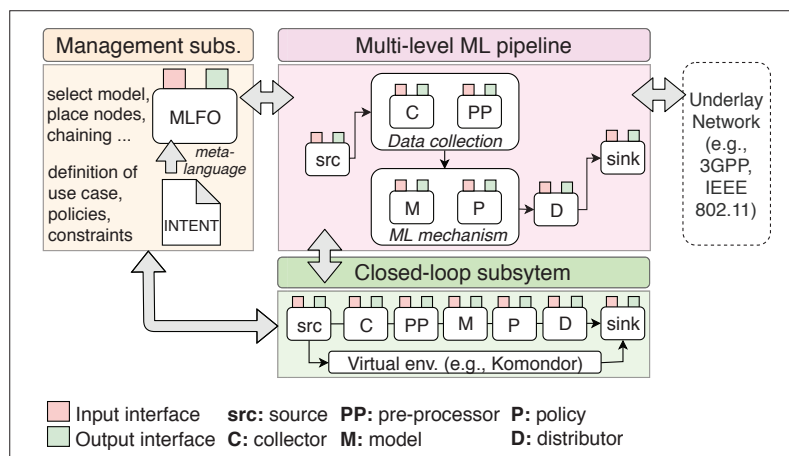 Management subs.
select model,
place nodes,
chaining ...
MLFO
meta-
language
definition of
use case,
policies,
constraints
INTENT
Multi-level ML pipeline
src
C
PP
Data collection
M
P
ML mechanism
D
sink
Underlay
Network
(e.g.,
3GPP,
IEEE
802.11)
Closed-loop subsytem
src
C
PP
M
P
D
sink
Virtual env. (e.g., Komondor)
Input interface
src: source
PP: pre-processor
P: policy
Output interface
C: collector
M: model
D: distributor